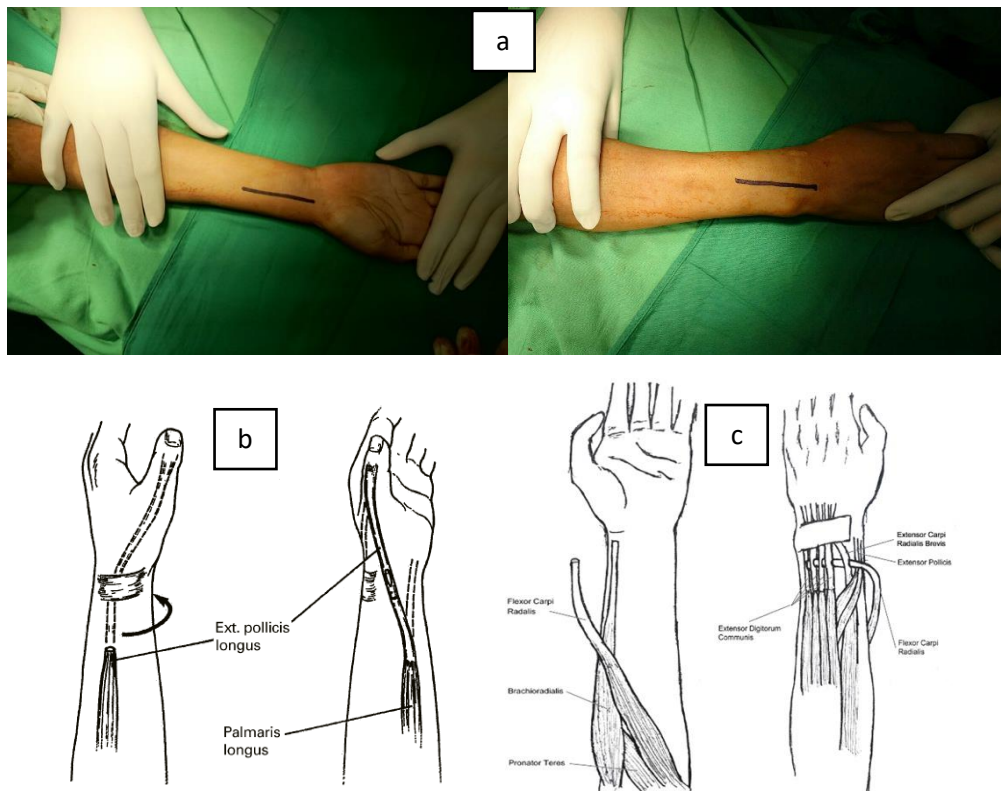 a
b
c
Ext. pollicis
longus
Palmaris
longus
Flexor Carpi
Radalis
Brachioradialis
Pronator Teres
Extensor Carpi
Radialis Brevis
Extensor Pollicis
Extensor Digitorum
Communis
Flexor Carpi
Radialis